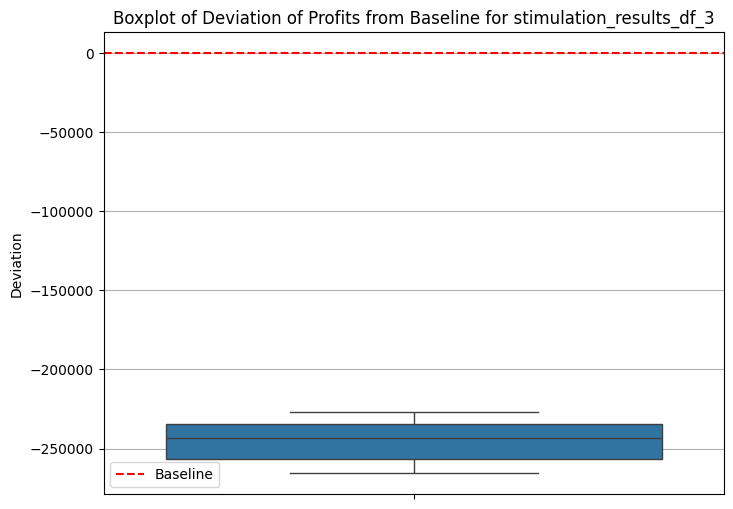 Boxplot of Deviation of Profits from Baseline for stimulation_results_df_3
0
−50000
−100000
−150000
−200000
−250000
Deviation
Baseline